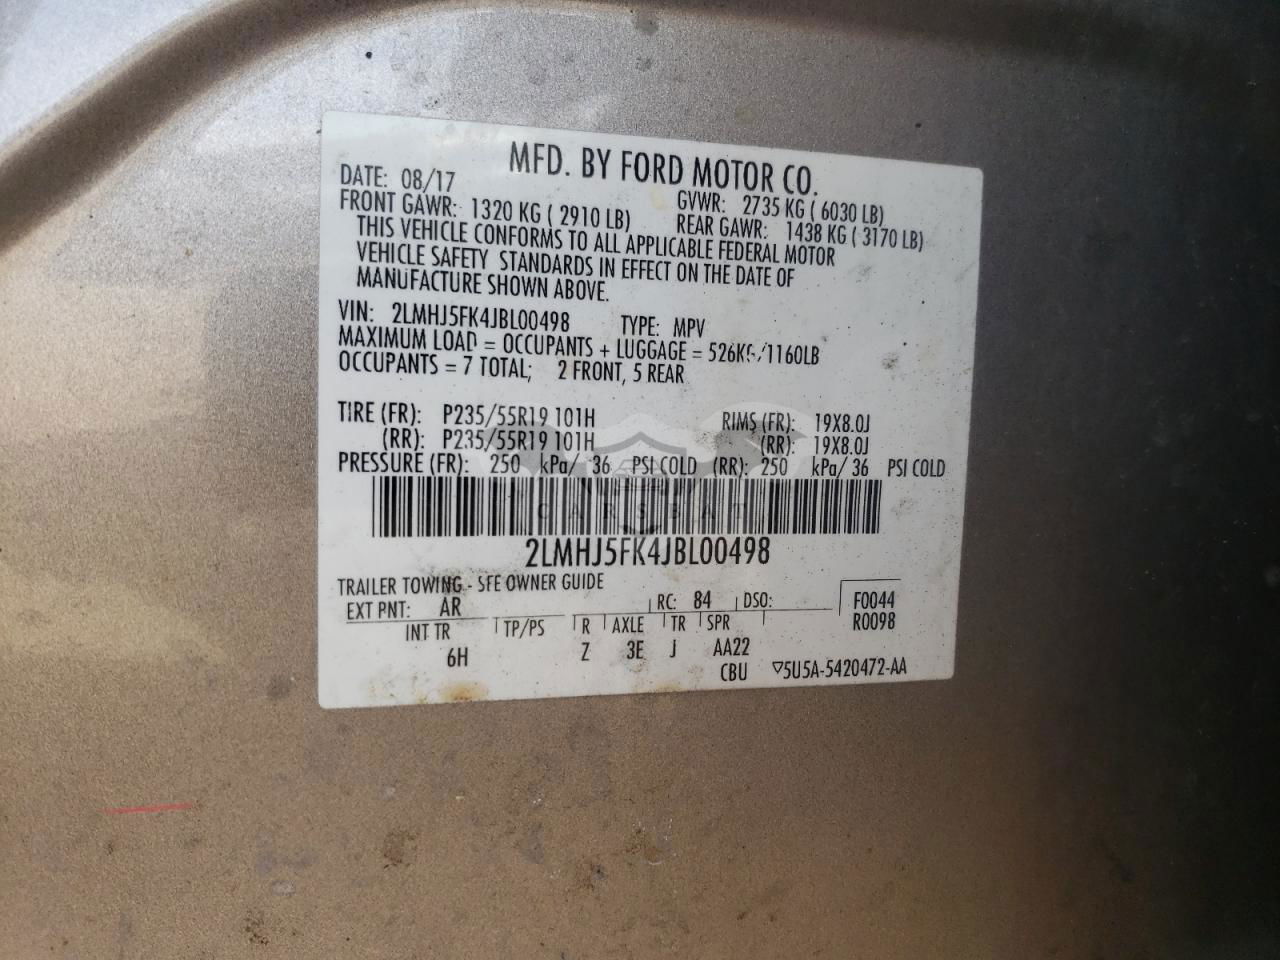 MFD. BY FORD MOTOR CO.
DATE: 08/17 GVWR: 2735 KG ( 6030 LB)
FRONT GAWR: 1320 KG ( 2910 LB) REAR GAWR: 1438 KG ( 3170 LB)
THIS VEHICLE CONFORMS TO ALL APPLICABLE FEDERAL MOTOR
VEHICLE SAFETY STANDARDS IN EFFECT ON THE DATE OF
MANUFACTURE SHOWN ABOVE.
VIN: 2LMHJ5FK4JBL00498 TYPE: MPV
MAXIMUM LOAD = OCCUPANTS + LUGGAGE = 526KG/1160LB
OCCUPANTS = 7 TOTAL; 2 FRONT, 5 REAR
TIRE (FR): P235/55R19 101H RIMS (FR): 19X8.0J
(RR): P235/55R19 101H (RR): 19X8.0J
PRESSURE (FR): 250 kPa/ 36 PSI COLD (RR): 250 kPa/ 36 PSI COLD
CARSBAT
2LMHJ5FK4JBL00498
TRAILER TOWING - SEE OWNER GUIDE
EXT PNT: AR RC: 84 DSO: F0044
INT TR TP/PS R AXLE TR SPR R0098
6H Z 3E J AA22
CBU ▽5U5A-5420472-AA